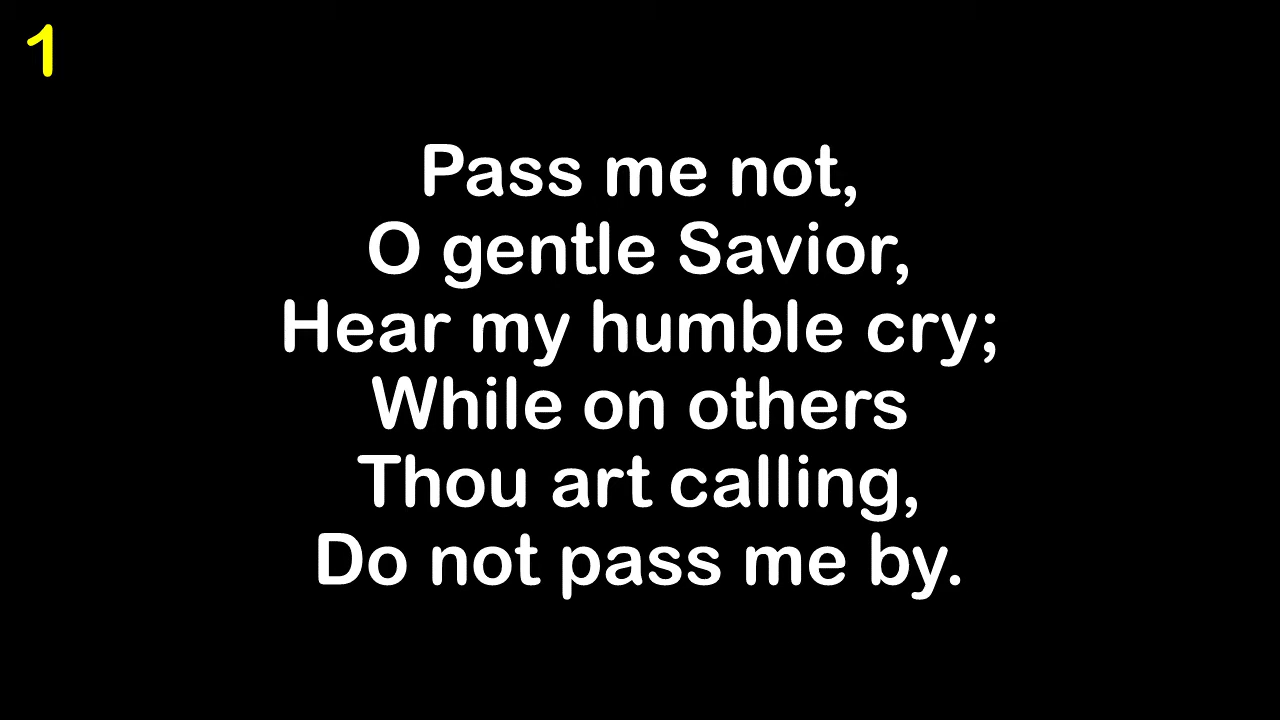 1
Pass me not,
O gentle Savior,
Hear my humble cry;
While on others
Thou art calling,
Do not pass me by.